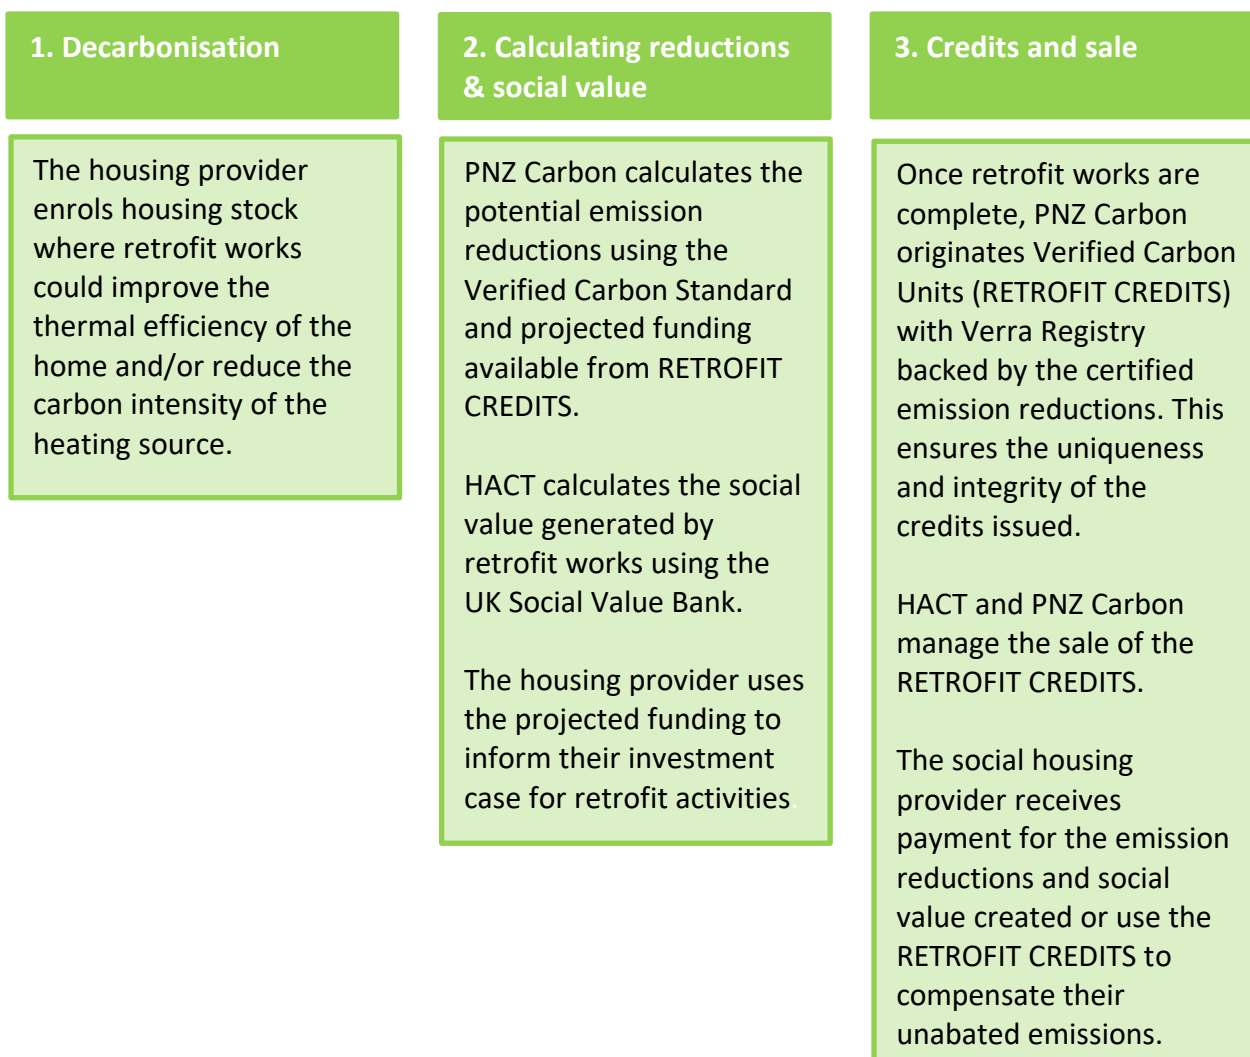 1. Decarbonisation
The housing provider
enrols housing stock
where retrofit works
could improve the
thermal efficiency of the
home and/or reduce the
carbon intensity of the
heating source.
2. Calculating reductions
& social value
PNZ Carbon calculates the
potential emission
reductions using the
Verified Carbon Standard
and projected funding
available from RETROFIT
CREDITS.
HACT calculates the social
value generated by
retrofit works using the
UK Social Value Bank.
The housing provider uses
the projected funding to
inform their investment
case for retrofit activities.
3. Credits and sale
Once retrofit works are
complete, PNZ Carbon
originates Verified Carbon
Units (RETROFIT CREDITS)
with Verra Registry
backed by the certified
emission reductions. This
ensures the uniqueness
and integrity of the
credits issued.
HACT and PNZ Carbon
manage the sale of the
RETROFIT CREDITS.
The social housing
provider receives
payment for the emission
reductions and social
value created or use the
RETROFIT CREDITS to
compensate their
unabated emissions.